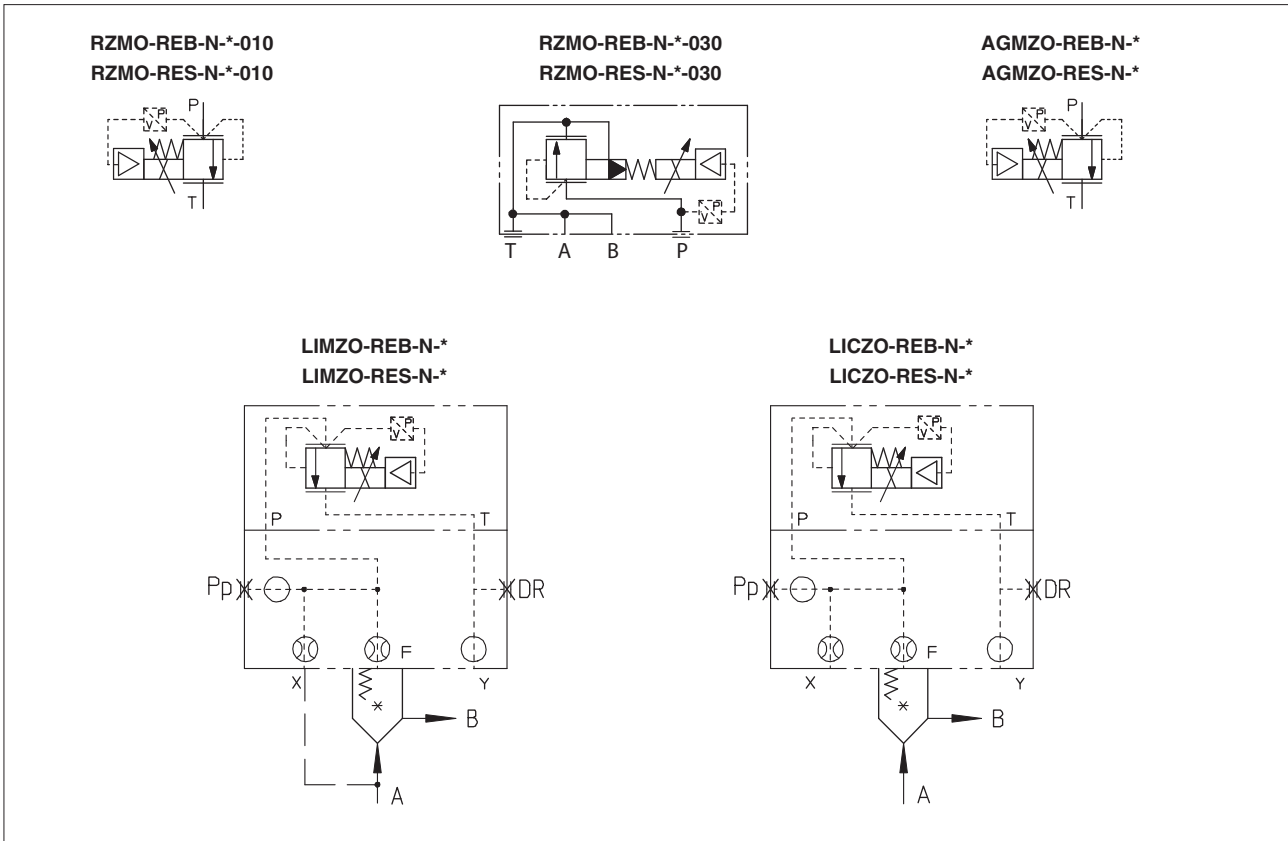 RZMO-REB-N-*-010
RZMO-RES-N-*-010
RZMO-REB-N-*-030
RZMO-RES-N-*-030
AGMZO-REB-N-*
AGMZO-RES-N-*
P
V P
T
V P
T A B P
P
V P
T
LIMZO-REB-N-*
LIMZO-RES-N-*
LICZO-REB-N-*
LICZO-RES-N-*
V P
P T
Pp DR
F
X Y
*
B
A
V P
P T
Pp DR
F
X Y
*
B
A